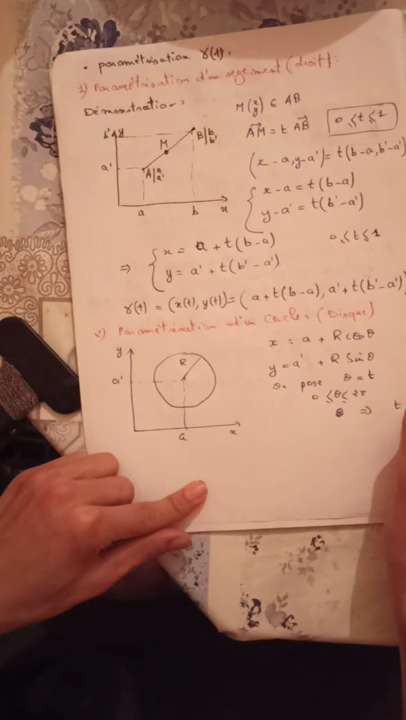 • paramétrisation γ(t).
1) Paramétrisation d'un segment (droit):
Démonstration:
M(x/y) ∈ AB
AM = t AB
0 ≤ t ≤ 1
b' y
B | b b'
M
a'
A | a a'
a b x
(x-a, y-a') = t(b-a, b'-a')
{ x-a = t(b-a)
y-a' = t(b'-a')
⇒ { x = a + t(b-a)
y = a' + t(b'-a')
0 ≤ t ≤ 1
γ(t) = (x(t), y(t)) = (a + t(b-a), a' + t(b'-a'))
2) Paramétrisation d'un Cercle: (Disque)
y
R
a'
a
x
x = a + R cos θ
y = a' + R Sin θ
On pose θ = t
0 ≤ θ ≤ 2π
θ ⇒ t